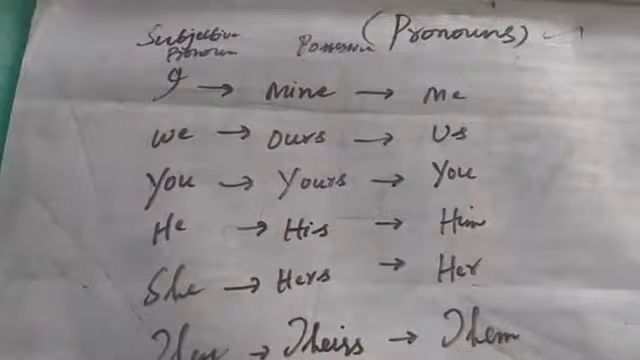 Subjective Pronoun Possessive (Pronouns)
I → Mine → Me
We → Ours → Us
You → Yours → You
He → His → Him
She → Hers → Her
They → Theirs → Them